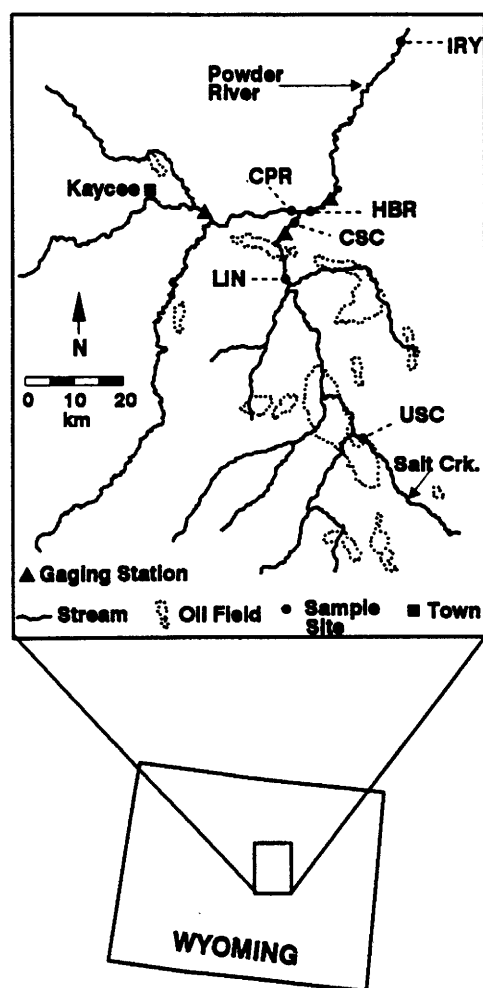 IRY
Powder
River
Kaycee
CPR
HBR
CSC
LIN
N
0 10 20
km
USC
Salt Crk.
Gaging Station
Stream Oil Field Sample
Site Town
WYOMING